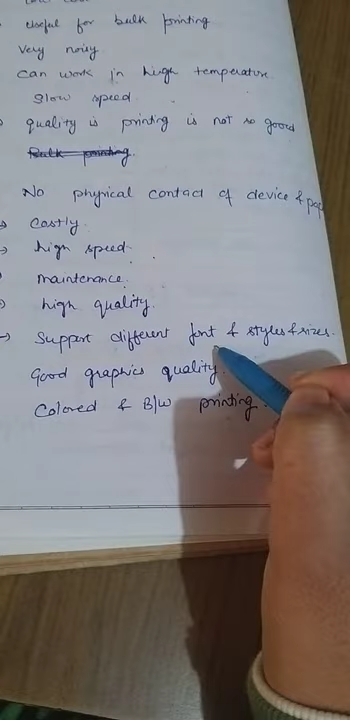 Low cost
Useful for bulk printing
Very noisy
Can work in high temperature
Slow speed
quality is printing is not so good
Bulk printing.
No physical contact of device &
Costly.
high speed.
maintenance.
high quality.
Support different font & styles & sizes.
Good graphics quality.
Colored & B/W printing.